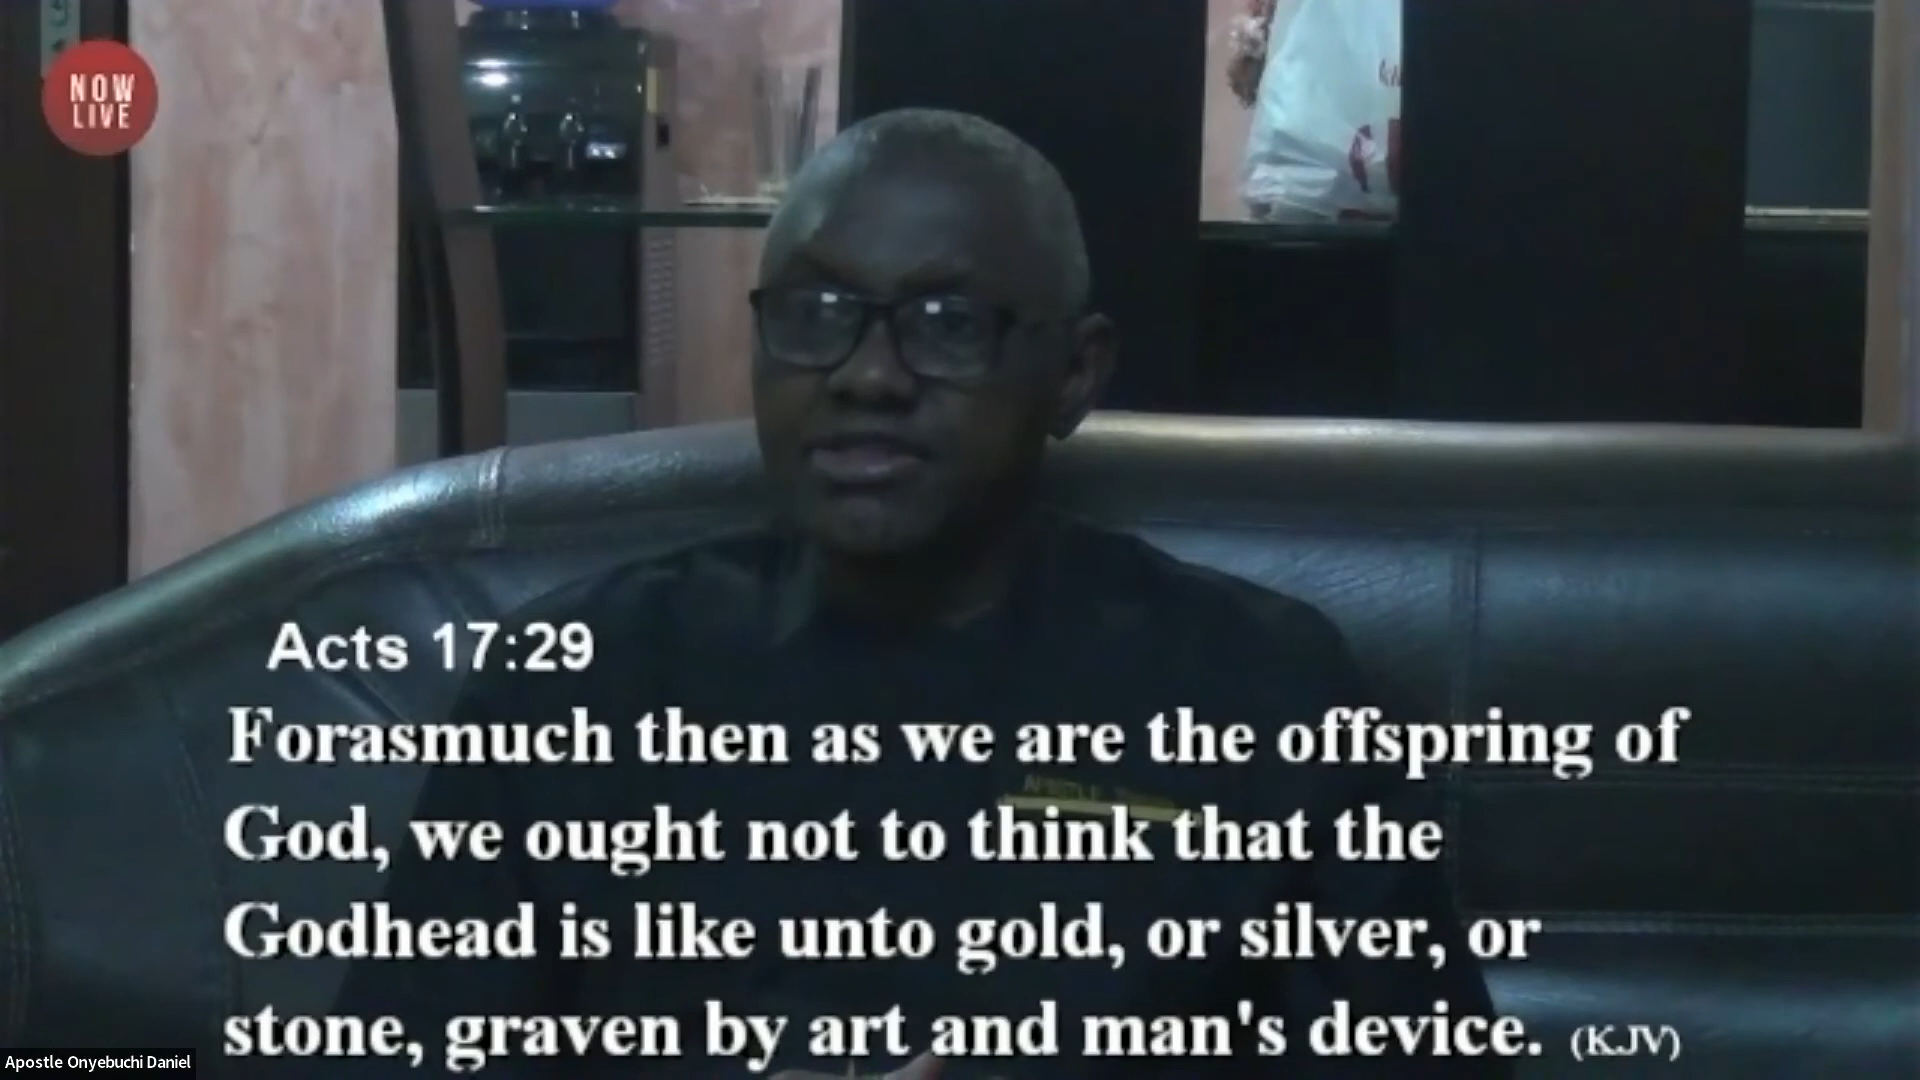 NOW
LIVE
Acts 17:29
Forasmuch then as we are the offspring of
God, we ought not to think that the
Godhead is like unto gold, or silver, or
stone, graven by art and man's device. (KJV)
APOSTLE
Apostle Onyebuchi Daniel